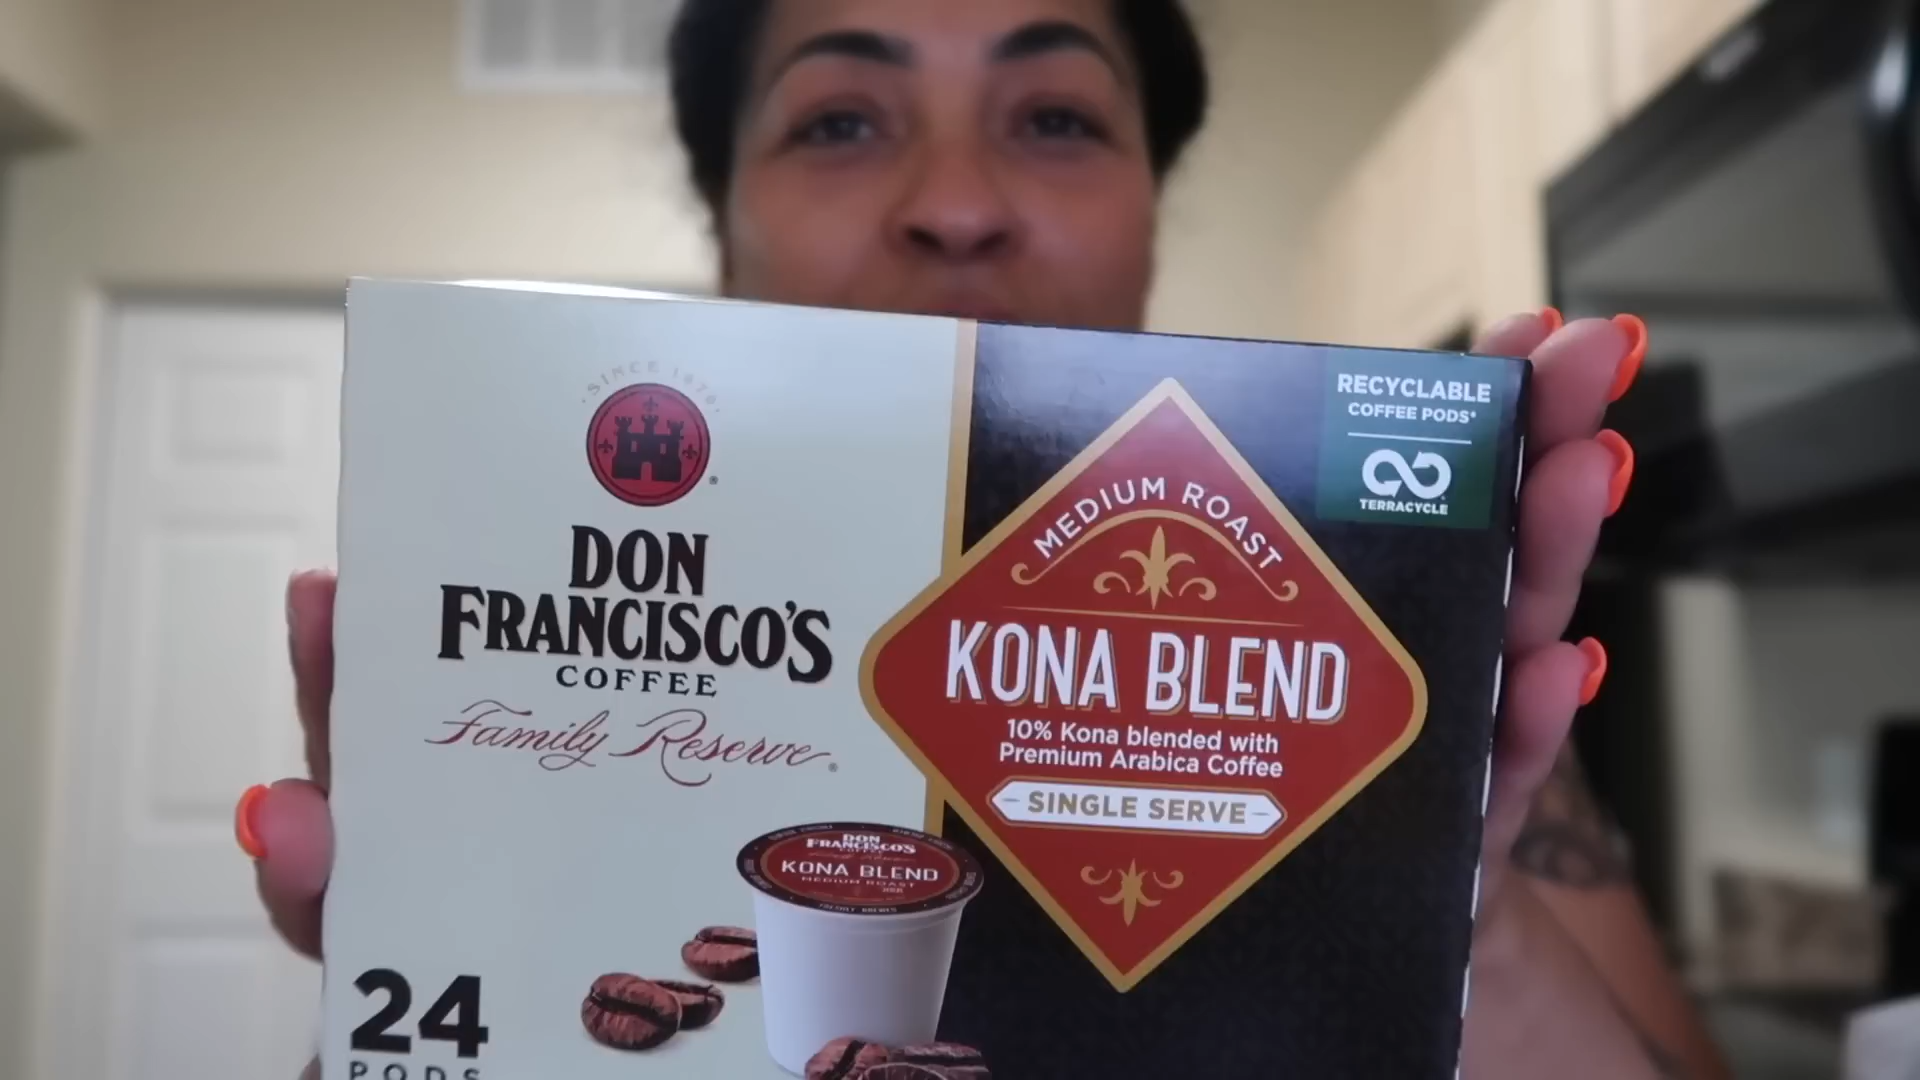 SINCE 1870
DON
FRANCISCO'S
COFFEE
Family Reserve
24
PODS
MEDIUM ROAST
KONA BLEND
10% Kona blended with
Premium Arabica Coffee
SINGLE SERVE
RECYCLABLE
COFFEE PODS*
TERRACYCLE
DON
FRANCISCO'S
COFFEE
KONA BLEND
MEDIUM ROAST